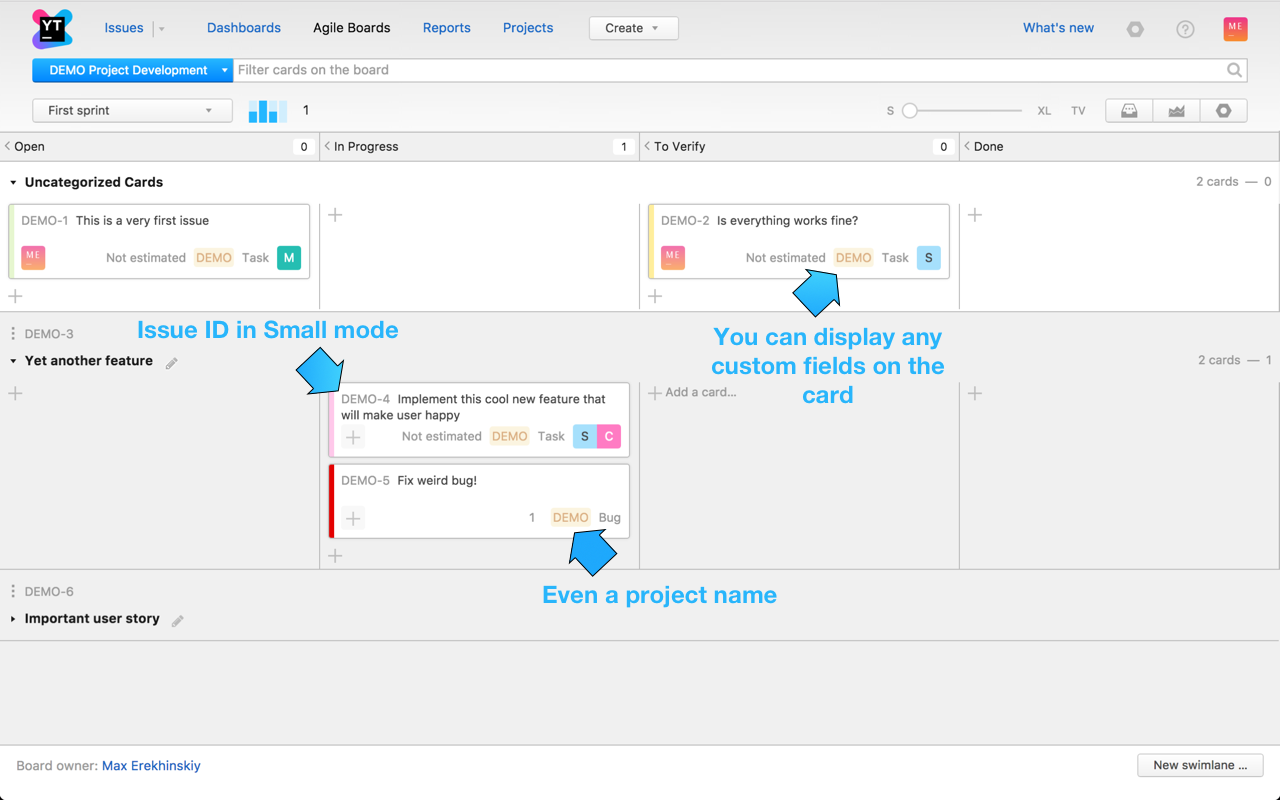 YT
Issues
Dashboards
Agile Boards
Reports
Projects
Create
What's new
?
ME
DEMO Project Development
Filter cards on the board
First sprint
1
S
XL
TV
Open 0
In Progress 1
To Verify 0
Done
Uncategorized Cards
2 cards — 0
DEMO-1 This is a very first issue
ME
Not estimated DEMO Task M
DEMO-2 Is everything works fine?
ME
Not estimated DEMO Task S
Issue ID in Small mode
You can display any
custom fields on the
card
DEMO-3
Yet another feature
2 cards — 1
DEMO-4 Implement this cool new feature that
will make user happy
Not estimated DEMO Task S C
Add a card...
DEMO-5 Fix weird bug!
1 DEMO Bug
Even a project name
DEMO-6
Important user story
Board owner: Max Erekhinskiy
New swimlane ...